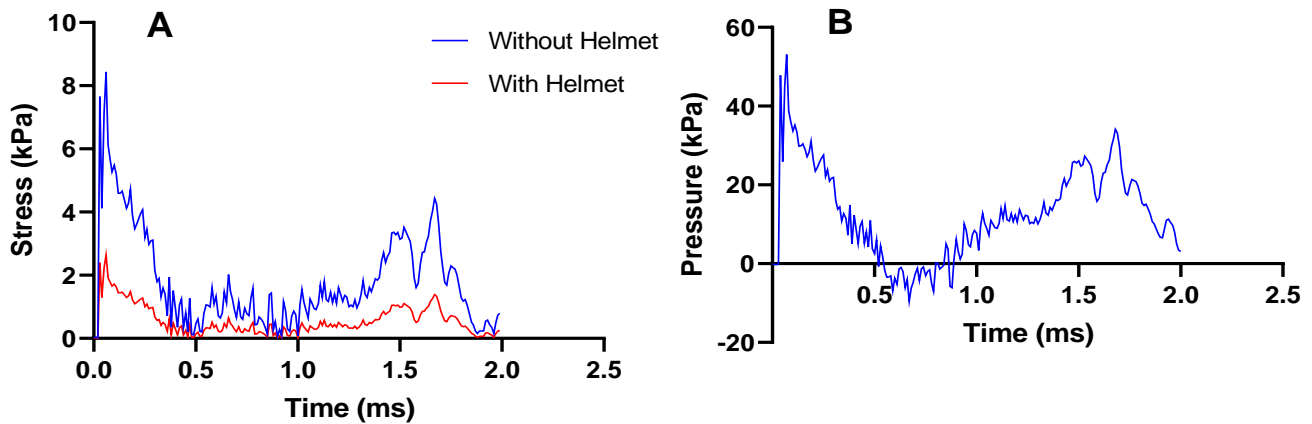 A
Without Helmet
With Helmet
Stress (kPa)
10
8
6
4
2
0
0.0 0.5 1.0 1.5 2.0 2.5
Time (ms)
B
Pressure (kPa)
60
40
20
0
-20
0.5 1.0 1.5 2.0 2.5
Time (ms)